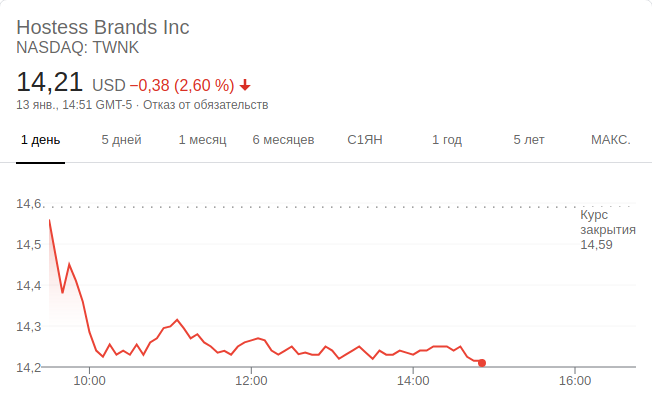 Hostess Brands Inc
NASDAQ: TWNK
14,21 USD −0,38 (2,60 %)
13 янв., 14:51 GMT-5 · Отказ от обязательств
1 день 5 дней 1 месяц 6 месяцев С1ЯН 1 год 5 лет МАКС.
14,6
Курс
закрытия
14,59
14,5
14,4
14,3
14,2
10:00 12:00 14:00 16:00